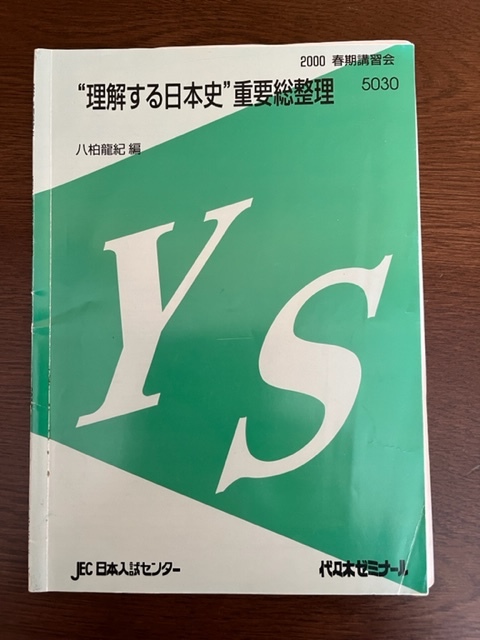 2000 春期講習会
“理解する日本史”重要総整理 5030
八柏龍紀 編
YS
JEC 日本入試センター 代々木ゼミナール